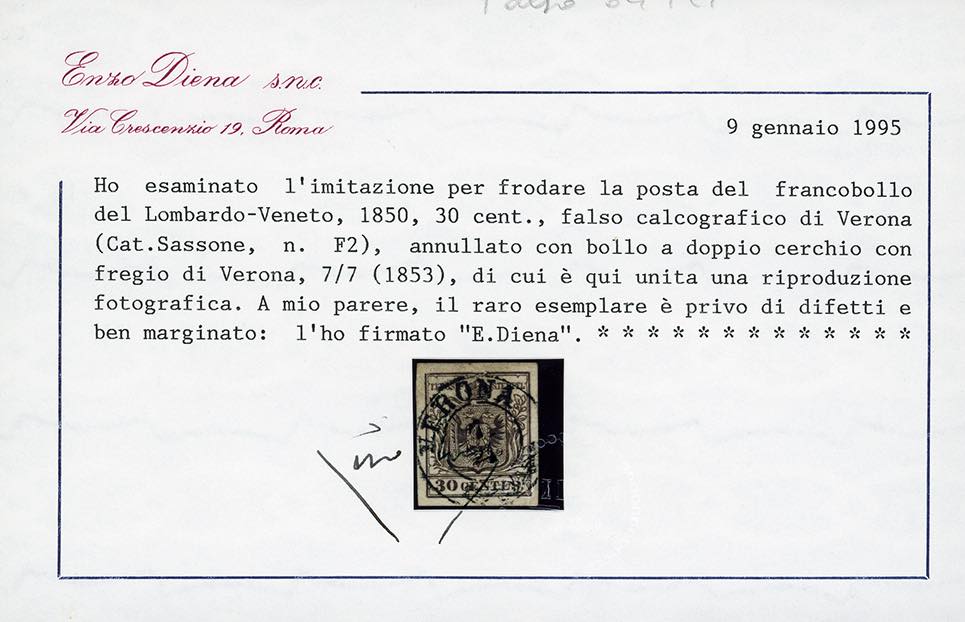 Enzo Diena s.n.c.
Via Crescenzio 19, Roma
9 gennaio 1995
Ho esaminato l'imitazione per frodare la posta del francobollo
del Lombardo-Veneto, 1850, 30 cent., falso calcografico di Verona
(Cat.Sassone, n. F2), annullato con bollo a doppio cerchio con
fregio di Verona, 7/7 (1853), di cui è qui unita una riproduzione
fotografica. A mio parere, il raro esemplare è privo di difetti e
ben marginato: l'ho firmato "E.Diena". * * * * * * * * * * * * *
VERONA
30 CENTES.